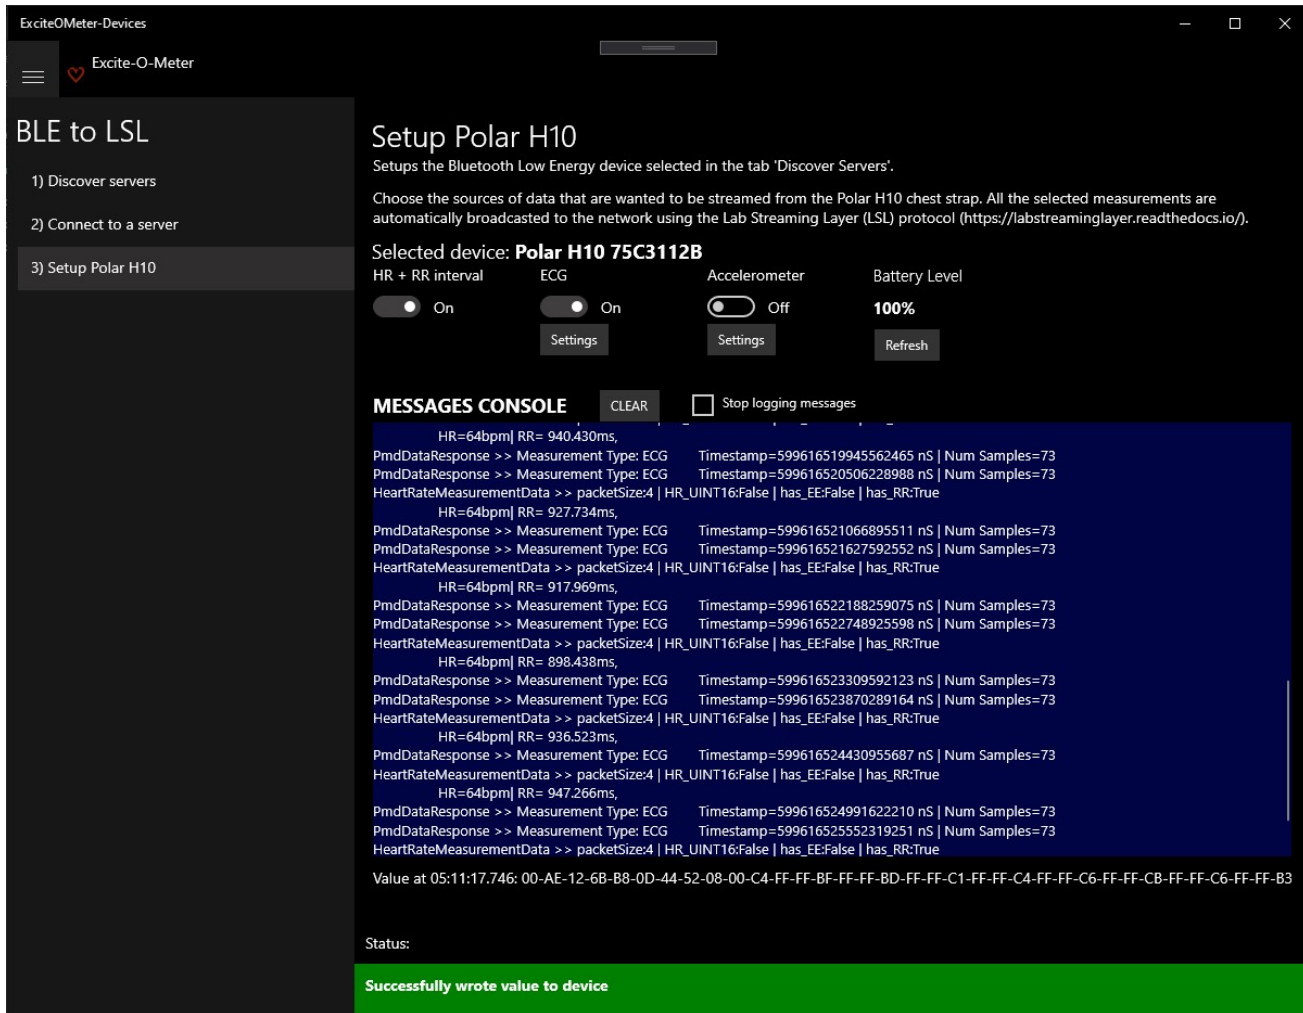 ExciteOMeter-Devices
Excite-O-Meter
BLE to LSL
1) Discover servers
2) Connect to a server
3) Setup Polar H10
Setup Polar H10
Setups the Bluetooth Low Energy device selected in the tab 'Discover Servers'.
Choose the sources of data that are wanted to be streamed from the Polar H10 chest strap. All the selected measurements are
automatically broadcasted to the network using the Lab Streaming Layer (LSL) protocol (https://labstreaminglayer.readthedocs.io/).
Selected device: Polar H10 75C3112B
HR + RR interval ECG Accelerometer Battery Level
On On Off 100%
Settings Settings Refresh
MESSAGES CONSOLE CLEAR Stop logging messages
HR=64bpm| RR= 940.430ms,
PmdDataResponse >> Measurement Type: ECG Timestamp=599616519945562465 nS | Num Samples=73
PmdDataResponse >> Measurement Type: ECG Timestamp=599616520506228988 nS | Num Samples=73
HeartRateMeasurementData >> packetSize:4 | HR_UINT16:False | has_EE:False | has_RR:True
HR=64bpm| RR= 927.734ms,
PmdDataResponse >> Measurement Type: ECG Timestamp=599616521066895511 nS | Num Samples=73
PmdDataResponse >> Measurement Type: ECG Timestamp=599616521627592552 nS | Num Samples=73
HeartRateMeasurementData >> packetSize:4 | HR_UINT16:False | has_EE:False | has_RR:True
HR=64bpm| RR= 917.969ms,
PmdDataResponse >> Measurement Type: ECG Timestamp=599616522188259075 nS | Num Samples=73
PmdDataResponse >> Measurement Type: ECG Timestamp=599616522748925598 nS | Num Samples=73
HeartRateMeasurementData >> packetSize:4 | HR_UINT16:False | has_EE:False | has_RR:True
HR=64bpm| RR= 898.438ms,
PmdDataResponse >> Measurement Type: ECG Timestamp=599616523309592123 nS | Num Samples=73
PmdDataResponse >> Measurement Type: ECG Timestamp=599616523870289164 nS | Num Samples=73
HeartRateMeasurementData >> packetSize:4 | HR_UINT16:False | has_EE:False | has_RR:True
HR=64bpm| RR= 936.523ms,
PmdDataResponse >> Measurement Type: ECG Timestamp=599616524430955687 nS | Num Samples=73
HeartRateMeasurementData >> packetSize:4 | HR_UINT16:False | has_EE:False | has_RR:True
HR=64bpm| RR= 947.266ms,
PmdDataResponse >> Measurement Type: ECG Timestamp=599616524991622210 nS | Num Samples=73
PmdDataResponse >> Measurement Type: ECG Timestamp=599616525552319251 nS | Num Samples=73
HeartRateMeasurementData >> packetSize:4 | HR_UINT16:False | has_EE:False | has_RR:True
Value at 05:11:17.746: 00-AE-12-6B-B8-0D-44-52-08-00-C4-FF-FF-BF-FF-FF-BD-FF-FF-C1-FF-FF-C4-FF-FF-C6-FF-FF-CB-FF-FF-C6-FF-FF-B3
Status:
Successfully wrote value to device